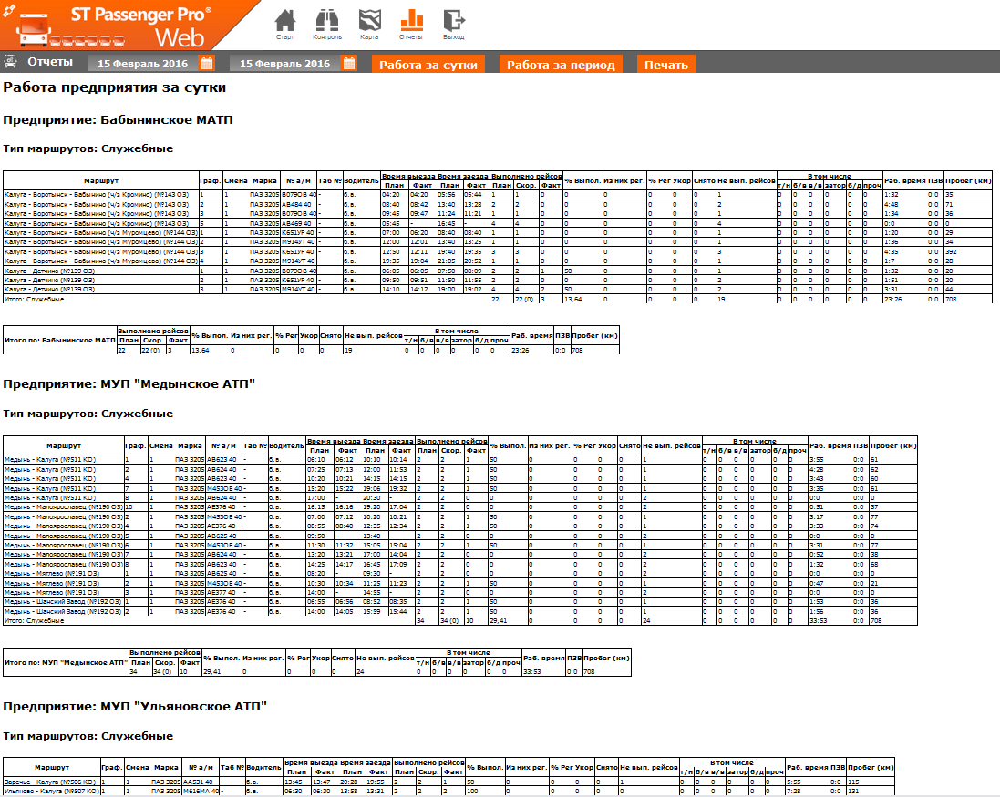 ST Passenger Pro®
Web
Старт Контроль Карта Отчеты Выход
Отчеты 15 Февраль 2016 15 Февраль 2016 Работа за сутки Работа за период Печать
Работа предприятия за сутки
Предприятие: Бабынинское МАТП
Тип маршрутов: Служебные
Маршрут Граф. Смена Марка № а/м Таб № Водитель Время выезда Время заезда Выполнено рейсов % Выпол. Из них рег. % Рег Укор Снято Не вып. рейсов В том числе Раб. время ПЗВ Пробег (км)
План Факт План Факт План Скор. Факт т/н б/в в/в затор б/д проч
Калуга - Воротынск - Бабынино (ч/з Кромино) (№143 ОЗ) 1 1 ПАЗ 3205 В079ОВ 40 - б.в. 04:20 04:20 05:56 05:44 1 1 0 0 0 0 0 0 1 0 0 0 0 0 0 1:32 0:0 35
Калуга - Воротынск - Бабынино (ч/з Кромино) (№143 ОЗ) 2 1 ПАЗ 3205 АВ484 40 - б.в. 08:40 08:42 13:40 13:28 2 2 0 0 0 0 0 0 2 0 0 0 0 0 0 4:48 0:0 71
Калуга - Воротынск - Бабынино (ч/з Кромино) (№143 ОЗ) 3 1 ПАЗ 3205 В079ОВ 40 - б.в. 09:45 09:47 11:24 11:21 1 1 0 0 0 0 0 0 1 0 0 0 0 0 0 1:34 0:0 36
Калуга - Воротынск - Бабынино (ч/з Кромино) (№143 ОЗ) 5 1 ПАЗ 3205 АВ469 40 - б.в. 05:45 - 16:45 - 4 4 0 0 0 0 0 0 4 0 0 0 0 0 0 0:0 0:0 0
Калуга - Воротынск - Бабынино (ч/з Муромцево) (№144 ОЗ) 1 1 ПАЗ 3205 К651УР 40 - б.в. 07:00 06:20 08:40 08:40 1 1 0 0 0 0 0 0 1 0 0 0 0 0 0 1:20 0:0 29
Калуга - Воротынск - Бабынино (ч/з Муромцево) (№144 ОЗ) 2 1 ПАЗ 3205 М914УТ 40 - б.в. 12:00 12:01 13:40 13:25 1 1 0 0 0 0 0 0 1 0 0 0 0 0 0 1:36 0:0 34
Калуга - Воротынск - Бабынино (ч/з Муромцево) (№144 ОЗ) 3 1 ПАЗ 3205 К651УР 40 - б.в. 12:50 12:11 19:40 19:35 3 3 0 0 0 0 0 0 3 0 0 0 0 0 0 4:35 0:0 392
Калуга - Воротынск - Бабынино (ч/з Муромцево) (№144 ОЗ) 4 1 ПАЗ 3205 М914УТ 40 - б.в. 19:35 19:04 21:05 20:52 1 1 0 0 0 0 0 0 1 0 0 0 0 0 0 1:7 0:0 28
Калуга - Детчино (№139 ОЗ) 1 1 ПАЗ 3205 В079ОВ 40 - б.в. 06:05 06:05 07:50 08:09 2 2 1 50 0 0 0 0 1 0 0 0 0 0 0 1:32 0:0 20
Калуга - Детчино (№139 ОЗ) 2 1 ПАЗ 3205 К651УР 40 - б.в. 09:50 09:51 11:50 11:55 2 2 0 0 0 0 0 0 2 0 0 0 0 0 0 1:51 0:0 20
Калуга - Детчино (№139 ОЗ) 3 1 ПАЗ 3205 М914УТ 40 - б.в. 14:10 14:12 19:00 19:02 4 4 2 50 0 0 0 0 2 0 0 0 0 0 0 3:31 0:0 44
Итого: Служебные 22 22 (0) 3 13,64 0 0 0 0 19 0 0 0 0 0 0 23:26 0:0 708
Итого по: Бабынинское МАТП Выполнено рейсов % Выпол. Из них рег. % Рег Укор Снято Не вып. рейсов В том числе Раб. время ПЗВ Пробег (км)
План Скор. Факт т/н б/в в/в затор б/д проч
22 22 (0) 3 13,64 0 0 0 0 19 0 0 0 0 0 0 23:26 0:0 708
Предприятие: МУП "Медынское АТП"
Тип маршрутов: Служебные
Маршрут Граф. Смена Марка № а/м Таб № Водитель Время выезда Время заезда Выполнено рейсов % Выпол. Из них рег. % Рег Укор Снято Не вып. рейсов В том числе Раб. время ПЗВ Пробег (км)
План Факт План Факт План Скор. Факт т/н б/в в/в затор б/д проч
Медынь - Калуга (№511 КО) 1 1 ПАЗ 3205 АВ623 40 - б.в. 06:10 06:12 10:10 10:14 2 2 1 50 0 0 0 0 1 0 0 0 0 0 0 3:55 0:0 61
Медынь - Калуга (№511 КО) 2 1 ПАЗ 3205 АВ624 40 - б.в. 07:25 07:13 12:00 11:53 2 2 1 50 0 0 0 0 1 0 0 0 0 0 0 4:28 0:0 62
Медынь - Калуга (№511 КО) 4 1 ПАЗ 3205 АВ623 40 - б.в. 10:20 10:21 14:15 14:15 2 2 1 50 0 0 0 0 1 0 0 0 0 0 0 3:43 0:0 60
Медынь - Калуга (№511 КО) 7 1 ПАЗ 3205 М453ОЕ 40 - б.в. 15:20 15:22 19:06 19:32 2 2 1 50 0 0 0 0 1 0 0 0 0 0 0 3:35 0:0 61
Медынь - Калуга (№511 КО) 8 1 ПАЗ 3205 АВ624 40 - б.в. 17:00 - 20:30 - 2 2 0 0 0 0 0 0 2 0 0 0 0 0 0 0:0 0:0 0
Медынь - Малоярославец (№190 ОЗ) 10 1 ПАЗ 3205 АЕ376 40 - б.в. 16:15 16:16 19:20 17:04 2 2 0 0 0 0 0 0 2 0 0 0 0 0 0 0:51 0:0 37
Медынь - Малоярославец (№190 ОЗ) 2 1 ПАЗ 3205 М453ОЕ 40 - б.в. 07:00 07:12 10:20 10:21 2 2 1 50 0 0 0 0 1 0 0 0 0 0 0 3:17 0:0 77
Медынь - Малоярославец (№190 ОЗ) 4 1 ПАЗ 3205 АЕ376 40 - б.в. 08:55 08:40 12:35 12:34 2 2 1 50 0 0 0 0 1 0 0 0 0 0 0 3:33 0:0 74
Медынь - Малоярославец (№190 ОЗ) 5 1 ПАЗ 3205 АВ625 40 - б.в. 09:50 - 13:40 - 2 2 0 0 0 0 0 0 2 0 0 0 0 0 0 0:0 0:0 0
Медынь - Малоярославец (№190 ОЗ) 6 1 ПАЗ 3205 М453ОЕ 40 - б.в. 11:30 11:32 15:05 15:04 2 2 1 50 0 0 0 0 1 0 0 0 0 0 0 3:31 0:0 77
Медынь - Малоярославец (№190 ОЗ) 7 1 ПАЗ 3205 АВ624 40 - б.в. 13:20 13:21 17:00 14:04 2 2 0 0 0 0 0 0 2 0 0 0 0 0 0 0:52 0:0 38
Медынь - Малоярославец (№190 ОЗ) 8 1 ПАЗ 3205 АВ623 40 - б.в. 14:25 14:17 16:45 17:09 2 2 0 0 0 0 0 0 2 0 0 0 0 0 0 1:32 0:0 68
Медынь - Мятлево (№191 ОЗ) 1 1 ПАЗ 3205 АВ625 40 - б.в. 08:20 - 09:30 - 2 2 0 0 0 0 0 0 2 0 0 0 0 0 0 0:0 0:0 0
Медынь - Мятлево (№191 ОЗ) 2 1 ПАЗ 3205 М453ОЕ 40 - б.в. 10:30 10:34 11:25 11:23 2 2 1 50 0 0 0 0 1 0 0 0 0 0 0 0:47 0:0 21
Медынь - Мятлево (№191 ОЗ) 3 1 ПАЗ 3205 АЕ377 40 - б.в. 14:00 - 14:55 - 2 2 0 0 0 0 0 0 2 0 0 0 0 0 0 0:0 0:0 0
Медынь - Шанский Завод (№192 ОЗ) 1 1 ПАЗ 3205 АЕ376 40 - б.в. 06:55 06:56 08:52 08:35 2 2 1 50 0 0 0 0 1 0 0 0 0 0 0 1:53 0:0 36
Медынь - Шанский Завод (№192 ОЗ) 2 1 ПАЗ 3205 АЕ376 40 - б.в. 14:00 14:05 15:59 15:44 2 2 1 50 0 0 0 0 1 0 0 0 0 0 0 1:56 0:0 36
Итого: Служебные 34 34 (0) 10 29,41 0 0 0 0 24 0 0 0 0 0 0 33:53 0:0 708
Итого по: МУП "Медынское АТП" Выполнено рейсов % Выпол. Из них рег. % Рег Укор Снято Не вып. рейсов В том числе Раб. время ПЗВ Пробег (км)
План Скор. Факт т/н б/в в/в затор б/д проч
34 34 (0) 10 29,41 0 0 0 0 24 0 0 0 0 0 0 33:53 0:0 708
Предприятие: МУП "Ульяновское АТП"
Тип маршрутов: Служебные
Маршрут Граф. Смена Марка № а/м Таб № Водитель Время выезда Время заезда Выполнено рейсов % Выпол. Из них рег. % Рег Укор Снято Не вып. рейсов В том числе Раб. время ПЗВ Пробег (км)
План Факт План Факт План Скор. Факт т/н б/в в/в затор б/д проч
Заречье - Калуга (№506 КО) 1 1 ПАЗ 3205 АА531 40 - б.в. 13:45 13:47 20:28 19:55 2 2 1 50 0 0 0 0 1 0 0 0 0 0 0 5:55 0:0 115
Ульяново - Калуга (№507 КО) 1 1 ПАЗ 3205 М616МА 40 - б.в. 06:30 06:30 13:58 13:31 2 2 2 100 0 0 0 0 0 0 0 0 0 0 0 7:28 0:0 131